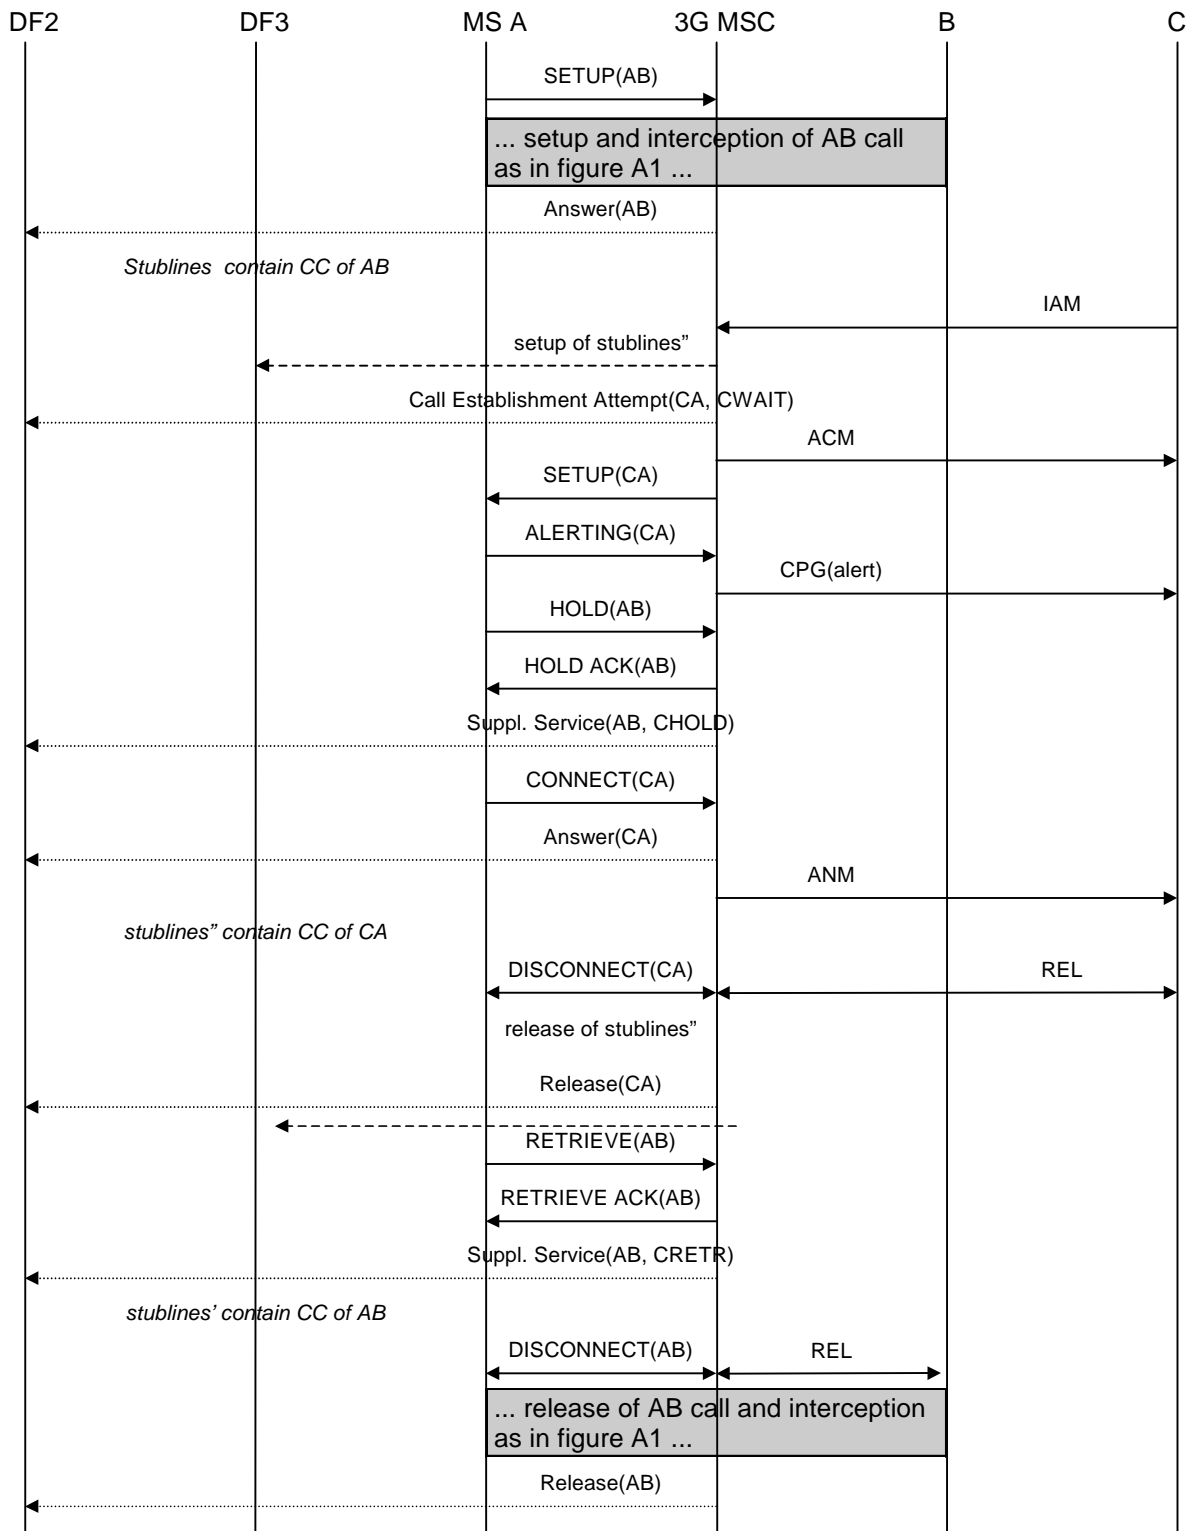 DF2 DF3 MS A 3G MSC B C
SETUP(AB)
... setup and interception of AB call
as in figure A1 ...
Answer(AB)
Stublines contain CC of AB
IAM
setup of stublines”
Call Establishment Attempt(CA, CWAIT)
ACM
SETUP(CA)
ALERTING(CA)
CPG(alert)
HOLD(AB)
HOLD ACK(AB)
Suppl. Service(AB, CHOLD)
CONNECT(CA)
Answer(CA)
ANM
stublines” contain CC of CA
DISCONNECT(CA) REL
release of stublines”
Release(CA)
RETRIEVE(AB)
RETRIEVE ACK(AB)
Suppl. Service(AB, CRETR)
stublines’ contain CC of AB
DISCONNECT(AB) REL
... release of AB call and interception
as in figure A1 ...
Release(AB)